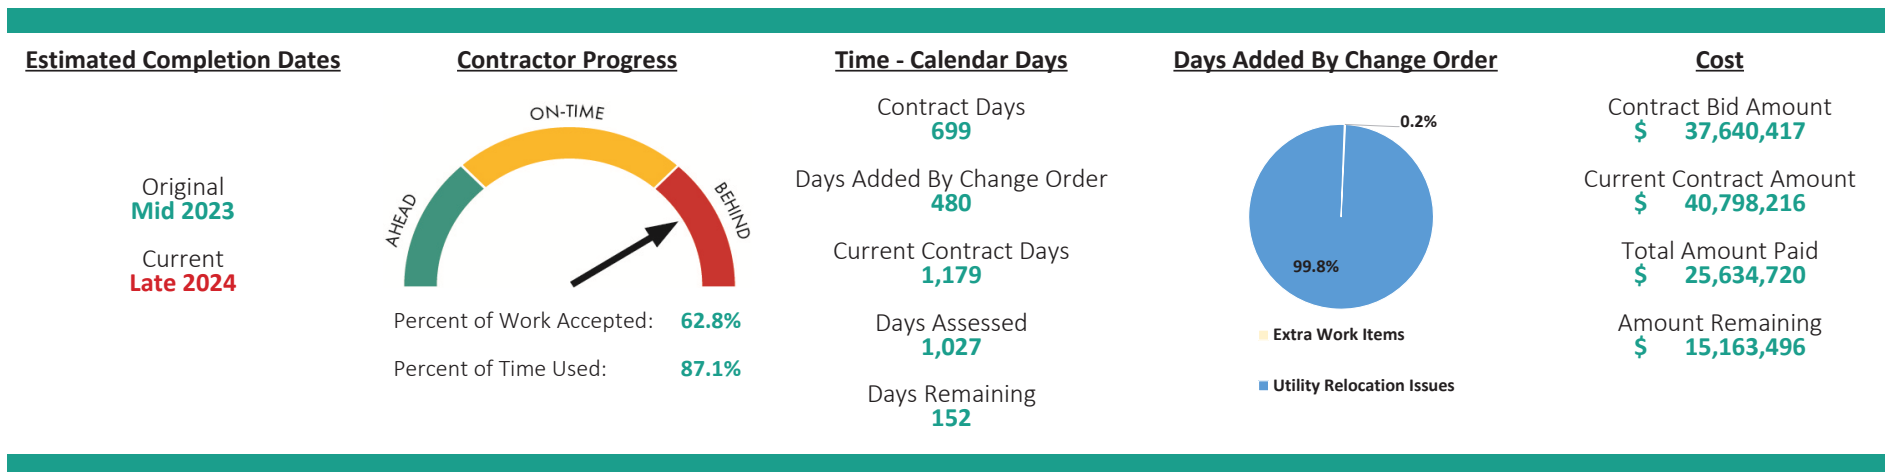 Estimated Completion Dates
Original
Mid 2023
Current
Late 2024
Contractor Progress
AHEAD
ON-TIME
BEHIND
Percent of Work Accepted: 62.8%
Percent of Time Used: 87.1%
Time - Calendar Days
Contract Days
699
Days Added By Change Order
480
Current Contract Days
1,179
Days Assessed
1,027
Days Remaining
152
Days Added By Change Order
0.2%
99.8%
Extra Work Items
Utility Relocation Issues
Cost
Contract Bid Amount
$ 37,640,417
Current Contract Amount
$ 40,798,216
Total Amount Paid
$ 25,634,720
Amount Remaining
$ 15,163,496